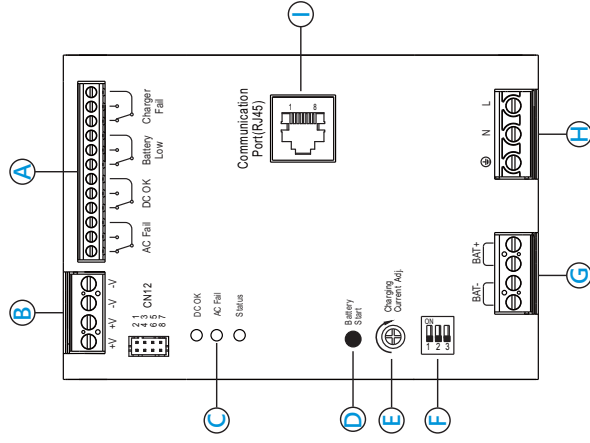 A
AC Fail
DC OK
Battery
Low
Charger
Fail
B
+V
+V
-V
-V
CN12
2 1
4 3
6 5
8 7
C
DC OK
AC Fail
Status
Communication
Port(RJ45)
1
8
I
D
Battery
Start
E
Charging
Current Adj.
F
ON
1 2 3
G
BAT-
BAT+
H
N
L